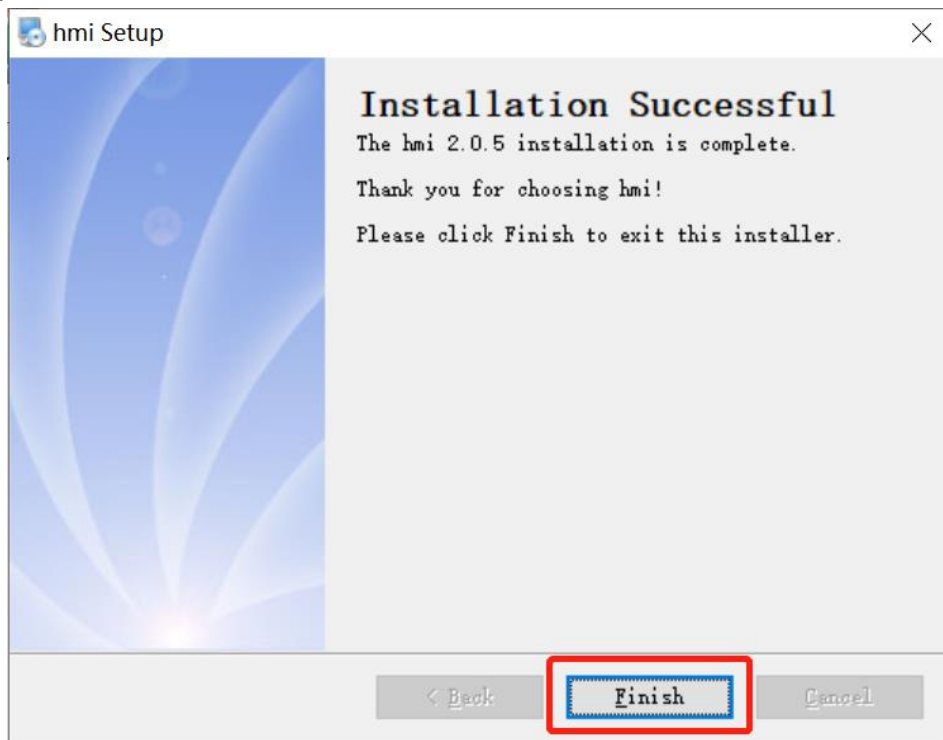 hmi Setup
Installation Successful
The hmi 2.0.5 installation is complete.
Thank you for choosing hmi!
Please click Finish to exit this installer.
< Back
Finish
Cancel